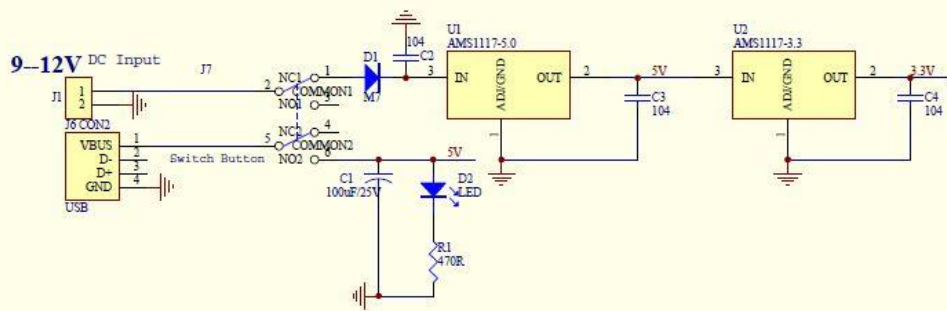 9--12V DC Input
J7
J1
1
2
J6 CON2
VBUS 1
D- 2
D+ 3
GND 4
USB
Switch Button
2 NC1 1
COMMON1
NO1 3
NC2 4
5 COMMON2
NO2 6
D1
M7
104
C2
U1
AMS1117-5.0
3 IN
ADJ/GND
OUT 2
1
5V
C3
104
U2
AMS1117-3.3
3 IN
ADJ/GND
OUT 2
1
3.3V
C4
104
5V
C1
100uF/25V
D2
LED
R1
470R